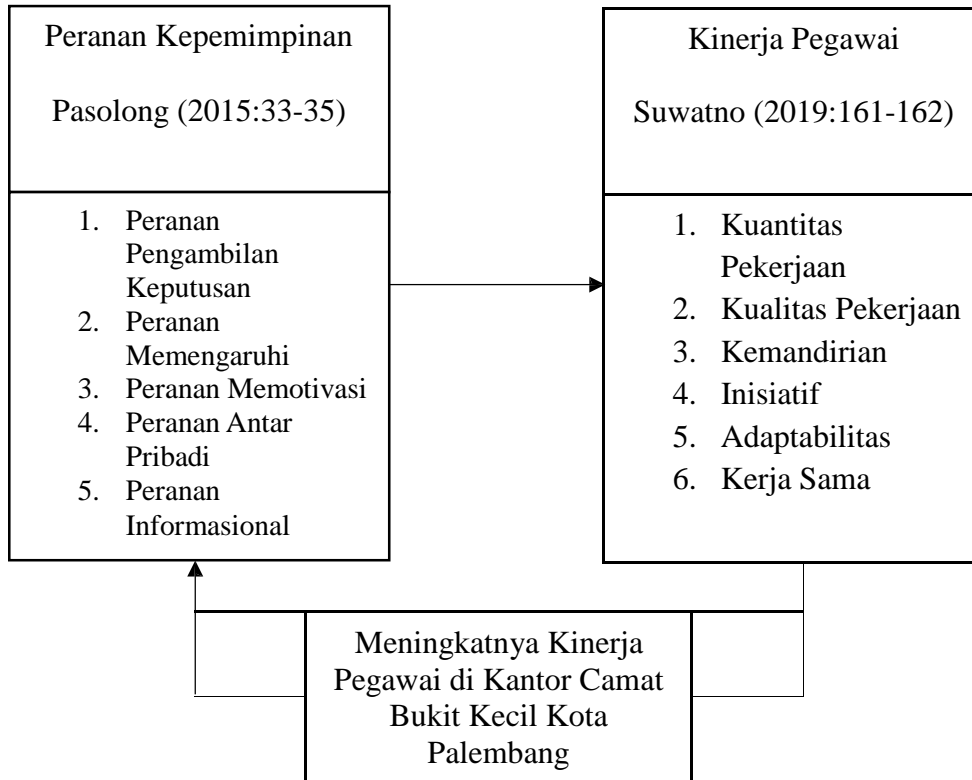 Peranan Kepemimpinan
Pasolong (2015:33-35)
1. Peranan
Pengambilan
Keputusan
2. Peranan
Memengaruhi
3. Peranan Memotivasi
4. Peranan Antar
Pribadi
5. Peranan
Informasional
Kinerja Pegawai
Suwatno (2019:161-162)
1. Kuantitas
Pekerjaan
2. Kualitas Pekerjaan
3. Kemandirian
4. Inisiatif
5. Adaptabilitas
6. Kerja Sama
Meningkatnya Kinerja
Pegawai di Kantor Camat
Bukit Kecil Kota
Palembang